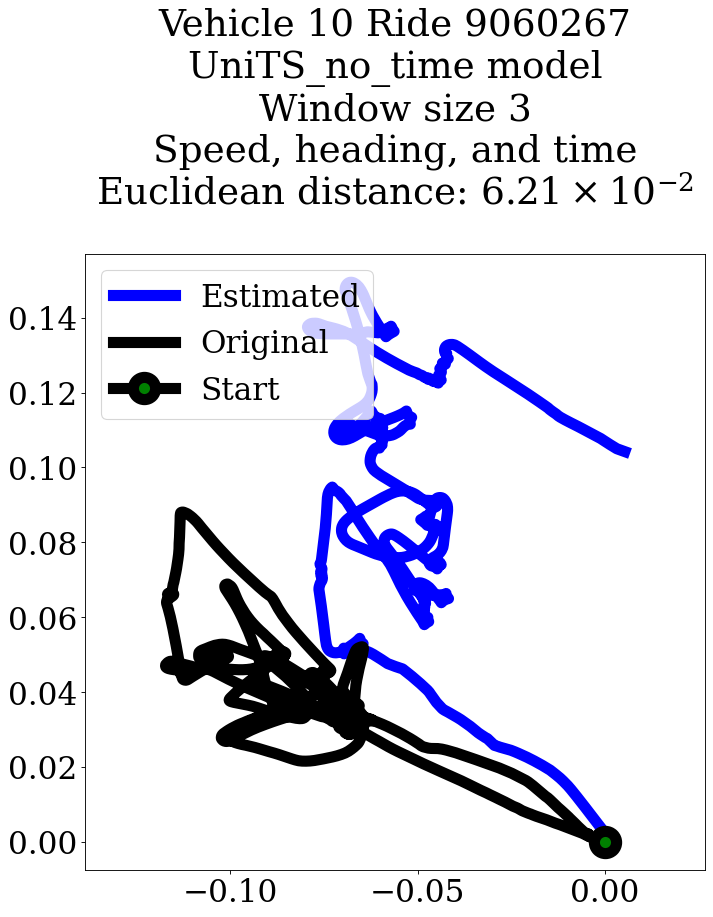 Vehicle 10 Ride 9060267
UniTS_no_time model
Window size 3
Speed, heading, and time
Euclidean distance: 6.21 × 10⁻²
Estimated
Original
Start
0.14
0.12
0.10
0.08
0.06
0.04
0.02
0.00
−0.10 −0.05 0.00